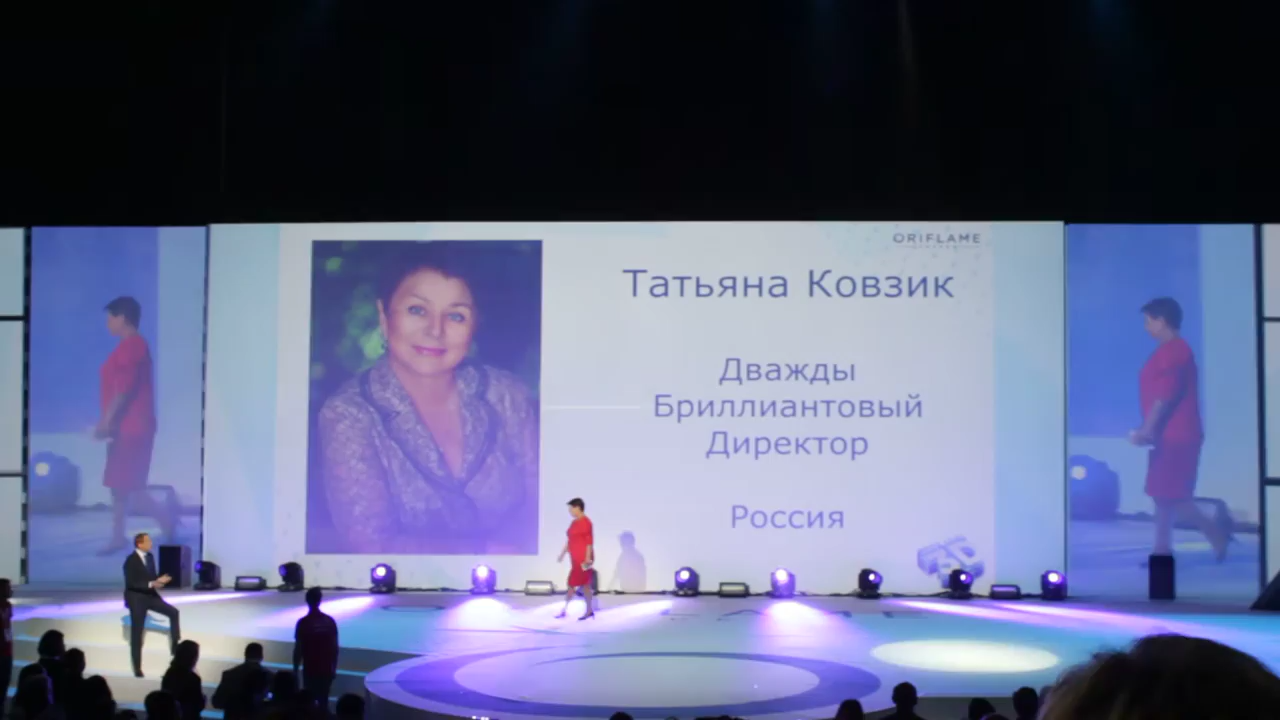 ORIFLAME
Татьяна Ковзик
Дважды
Бриллиантовый
Директор
Россия